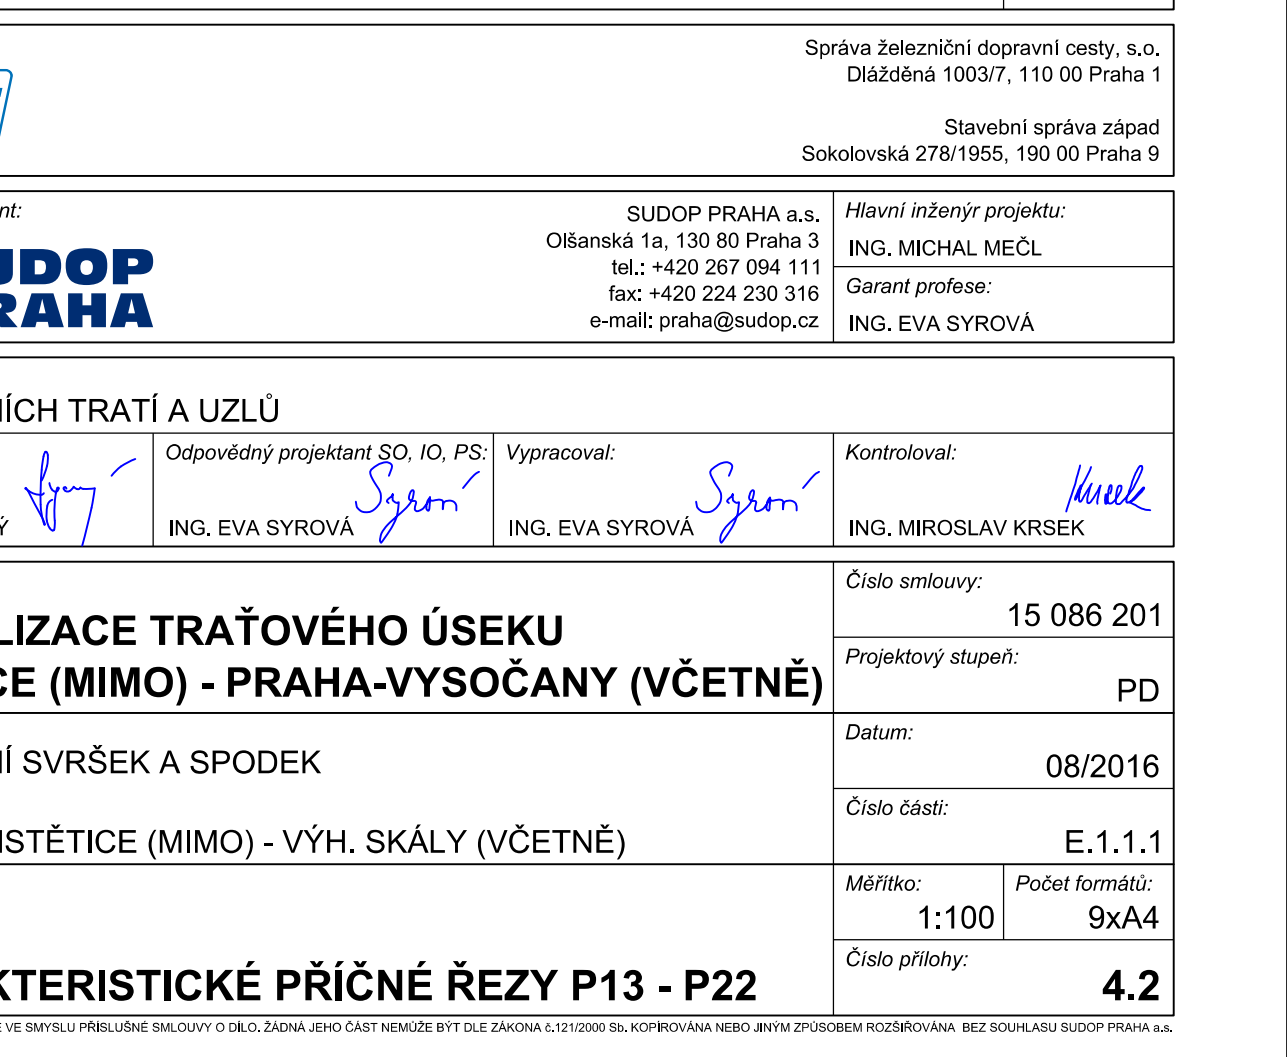 Správa železniční dopravní cesty, s.o.
Dlážděná 1003/7, 110 00 Praha 1
Stavební správa západ
Sokolovská 278/1955, 190 00 Praha 9
nt:
UDOP
RAHA
SUDOP PRAHA a.s.
Olšanská 1a, 130 80 Praha 3
tel.: +420 267 094 111
fax: +420 224 230 316
e-mail: praha@sudop.cz
Hlavní inženýr projektu:
ING. MICHAL MEČL
Garant profese:
ING. EVA SYROVÁ
ÍCH TRATÍ A UZLŮ
Ý
Odpovědný projektant SO, IO, PS:
Syrová
ING. EVA SYROVÁ
Vypracoval:
Syrová
ING. EVA SYROVÁ
Kontroloval:
Krsek
ING. MIROSLAV KRSEK
LIZACE TRAŤOVÉHO ÚSEKU
CE (MIMO) - PRAHA-VYSOČANY (VČETNĚ)
Číslo smlouvy:
15 086 201
Projektový stupeň:
PD
Í SVRŠEK A SPODEK
ISTĚTICE (MIMO) - VÝH. SKÁLY (VČETNĚ)
Datum:
08/2016
Číslo části:
E.1.1.1
Měřítko:
1:100
Počet formátů:
9xA4
KTERISTICKÉ PŘÍČNÉ ŘEZY P13 - P22
Číslo přílohy:
4.2
E VE SMYSLU PŘÍSLUŠNÉ SMLOUVY O DÍLO. ŽÁDNÁ JEHO ČÁST NEMŮŽE BÝT DLE ZÁKONA č.121/2000 Sb. KOPÍROVÁNA NEBO JINÝM ZPŮSOBEM ROZŠIŘOVÁNA BEZ SOUHLASU SUDOP PRAHA a.s.